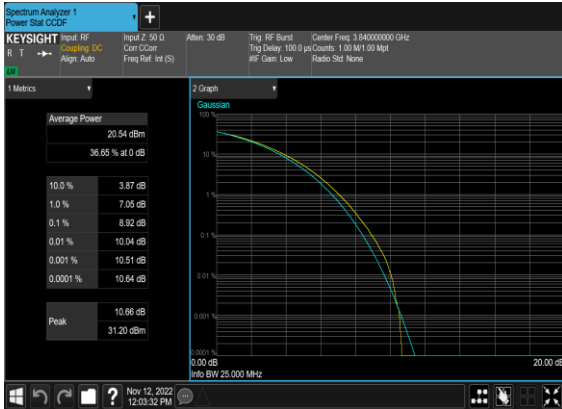 Spectrum Analyzer 1
Power Stat CCDF
+
KEYSIGHT
R T
Input: RF
Coupling: DC
Align: Auto
Input Z: 50 Ω
Corr CCorr
Freq Ref: Int (S)
Atten: 30 dB
Trig: RF Burst
Trig Delay: 100.0 µs
#IF Gain: Low
Center Freq: 3.840000000 GHz
Counts: 1.00 M/1.00 Mpt
Radio Std: None
1 Metrics
Average Power
20.54 dBm
36.65 % at 0 dB
10.0 % 3.87 dB
1.0 % 7.05 dB
0.1 % 8.92 dB
0.01 % 10.04 dB
0.001 % 10.51 dB
0.0001 % 10.64 dB
Peak
10.66 dB
31.20 dBm
2 Graph
Gaussian
100 %
10 %
1 %
0.1 %
0.01 %
0.001 %
0.0001 %
0.00 dB
20.00 dB
Info BW 25.000 MHz
?
Nov 12, 2022
12:03:32 PM